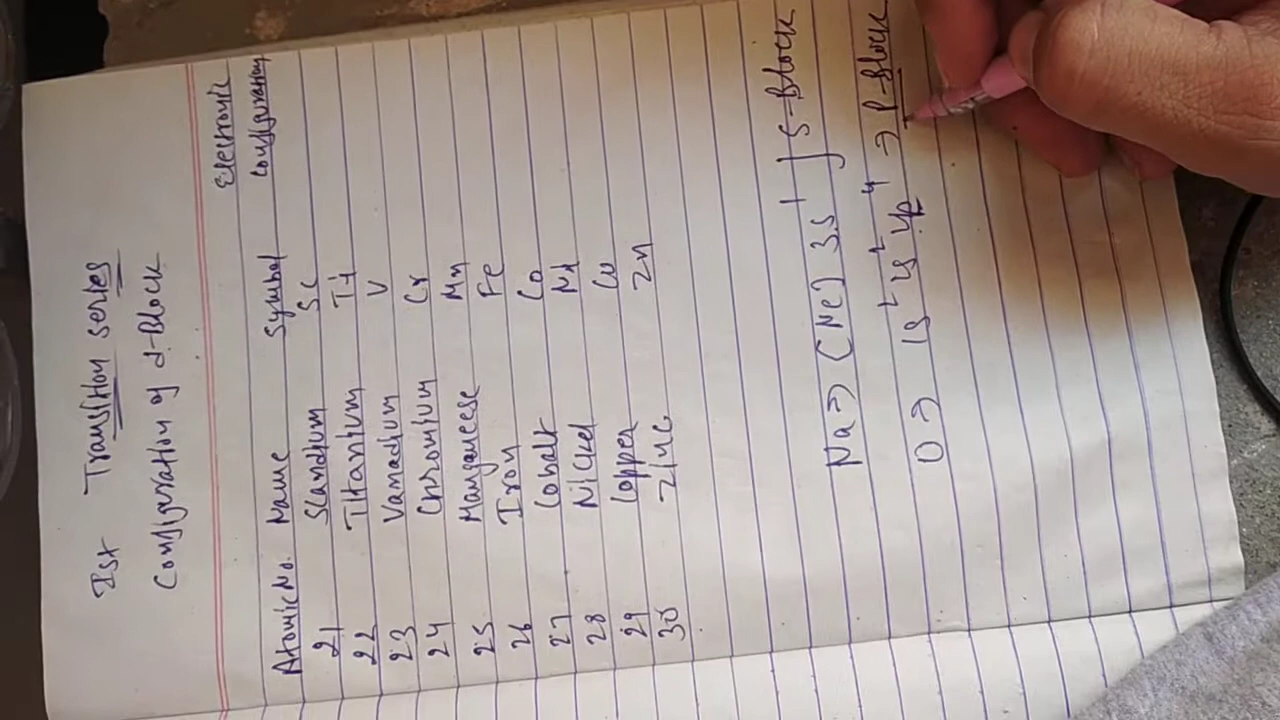 Ist Transition series
Configuration of d-Block
Electronic
Atomic No. Name Symbol Configuration
21 Scandium Sc
22 Titanium Ti
23 Vanadium V
24 Chromium Cr
25 Manganeese Mn
26 Iron Fe
27 Cobalt Co
28 Nickel Ni
29 Copper Cu
30 Zinc Zn
Na → (Ne) 3s¹ ] S-Block
O → 1s² 2s² 2p⁴ → P-Block